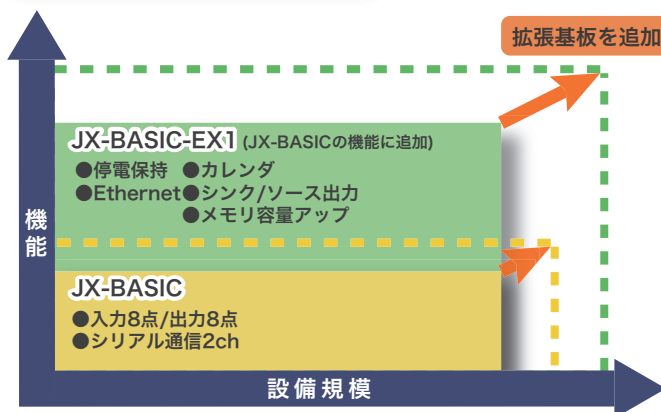 拡張基板を追加
JX-BASIC-EX1 (JX-BASICの機能に追加)
●停電保持 ●カレンダ
●Ethernet●シンク/ソース出力
●メモリ容量アップ
機能
JX-BASIC
●入力8点/出力8点
●シリアル通信2ch
設備規模